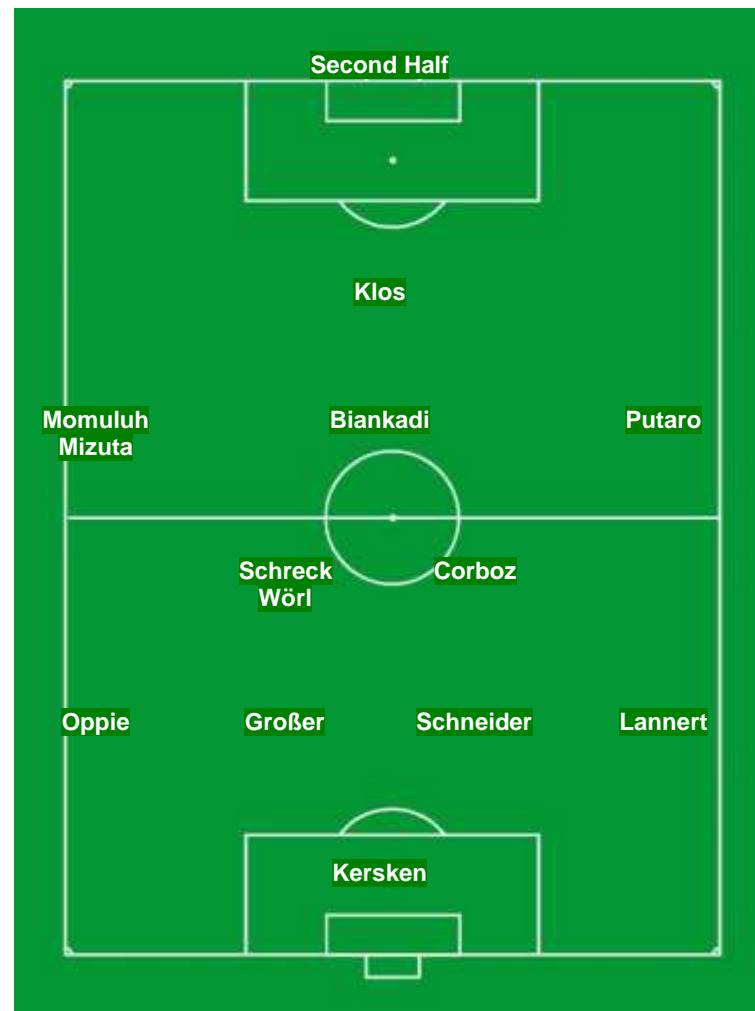 Second Half
Klos
Momuluh Biankadi Putaro
Mizuta
Schreck Corboz
Wörl
Oppie Großer Schneider Lannert
Kersken